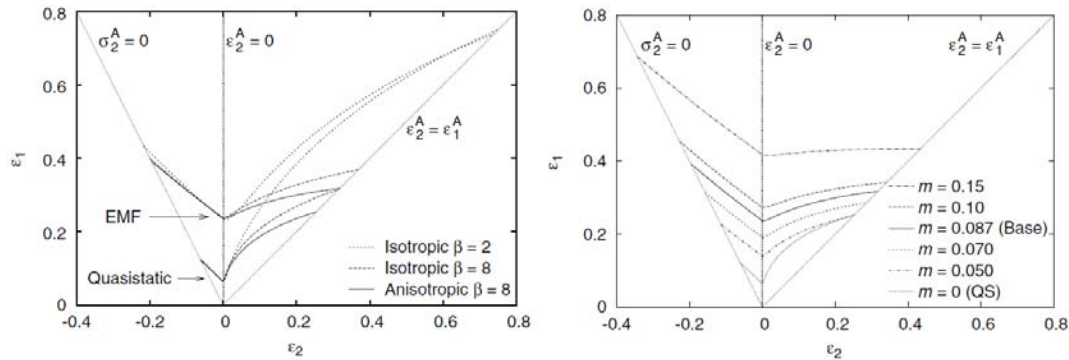 0.8
0.6
0.4
0.2
0
ε₁
-0.4 -0.2 0 0.2 0.4 0.6 0.8
ε₂
σ₂ᴬ = 0
ε₂ᴬ = 0
ε₂ᴬ = ε₁ᴬ
EMF
Quasistatic
Isotropic β = 2
Isotropic β = 8
Anisotropic β = 8
0.8
0.6
0.4
0.2
0
ε₁
-0.4 -0.2 0 0.2 0.4 0.6 0.8
ε₂
σ₂ᴬ = 0
ε₂ᴬ = 0
ε₂ᴬ = ε₁ᴬ
m = 0.15
m = 0.10
m = 0.087 (Base)
m = 0.070
m = 0.050
m = 0 (QS)